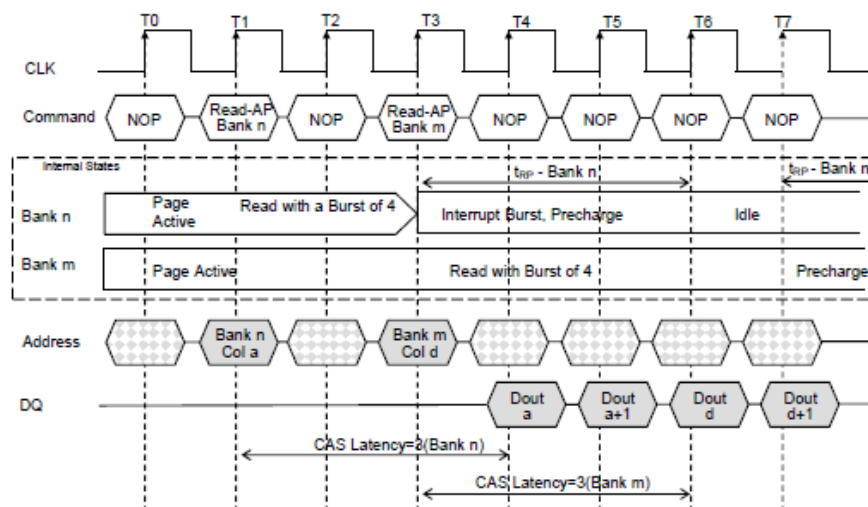 T0 T1 T2 T3 T4 T5 T6 T7
CLK
Command NOP Read-AP Bank n NOP Read-AP Bank m NOP NOP NOP NOP
Internal States
tRP - Bank n tRP - Bank n
Bank n Page Active Read with a Burst of 4 Interrupt Burst, Precharge Idle
Bank m Page Active Read with Burst of 4 Precharge
Address Bank n Col a Bank m Col d
DQ Dout a Dout a+1 Dout d Dout d+1
CAS Latency=3(Bank n)
CAS Latency=3(Bank m)